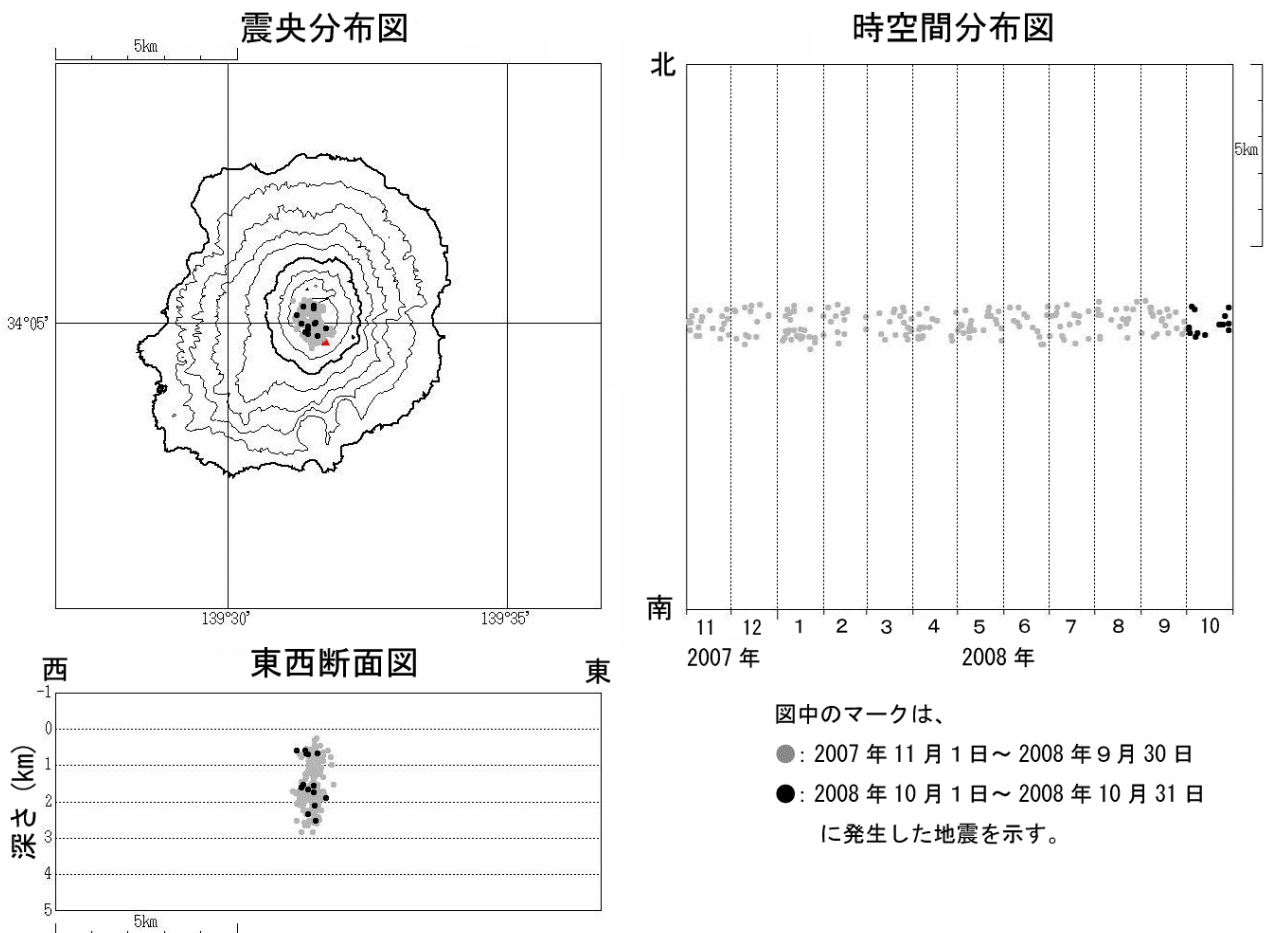 震央分布図
5km
34°05′
139°30′
139°35′
時空間分布図
北
5km
南
11 12 1 2 3 4 5 6 7 8 9 10
2007 年 2008 年
東西断面図
西 東
-1
0
1
2
3
4
5
深さ (km)
5km
図中のマークは、
●: 2007 年 11 月 1 日～ 2008 年９月 30 日
●: 2008 年 10 月 1 日～ 2008 年 10 月 31 日
に発生した地震を示す。